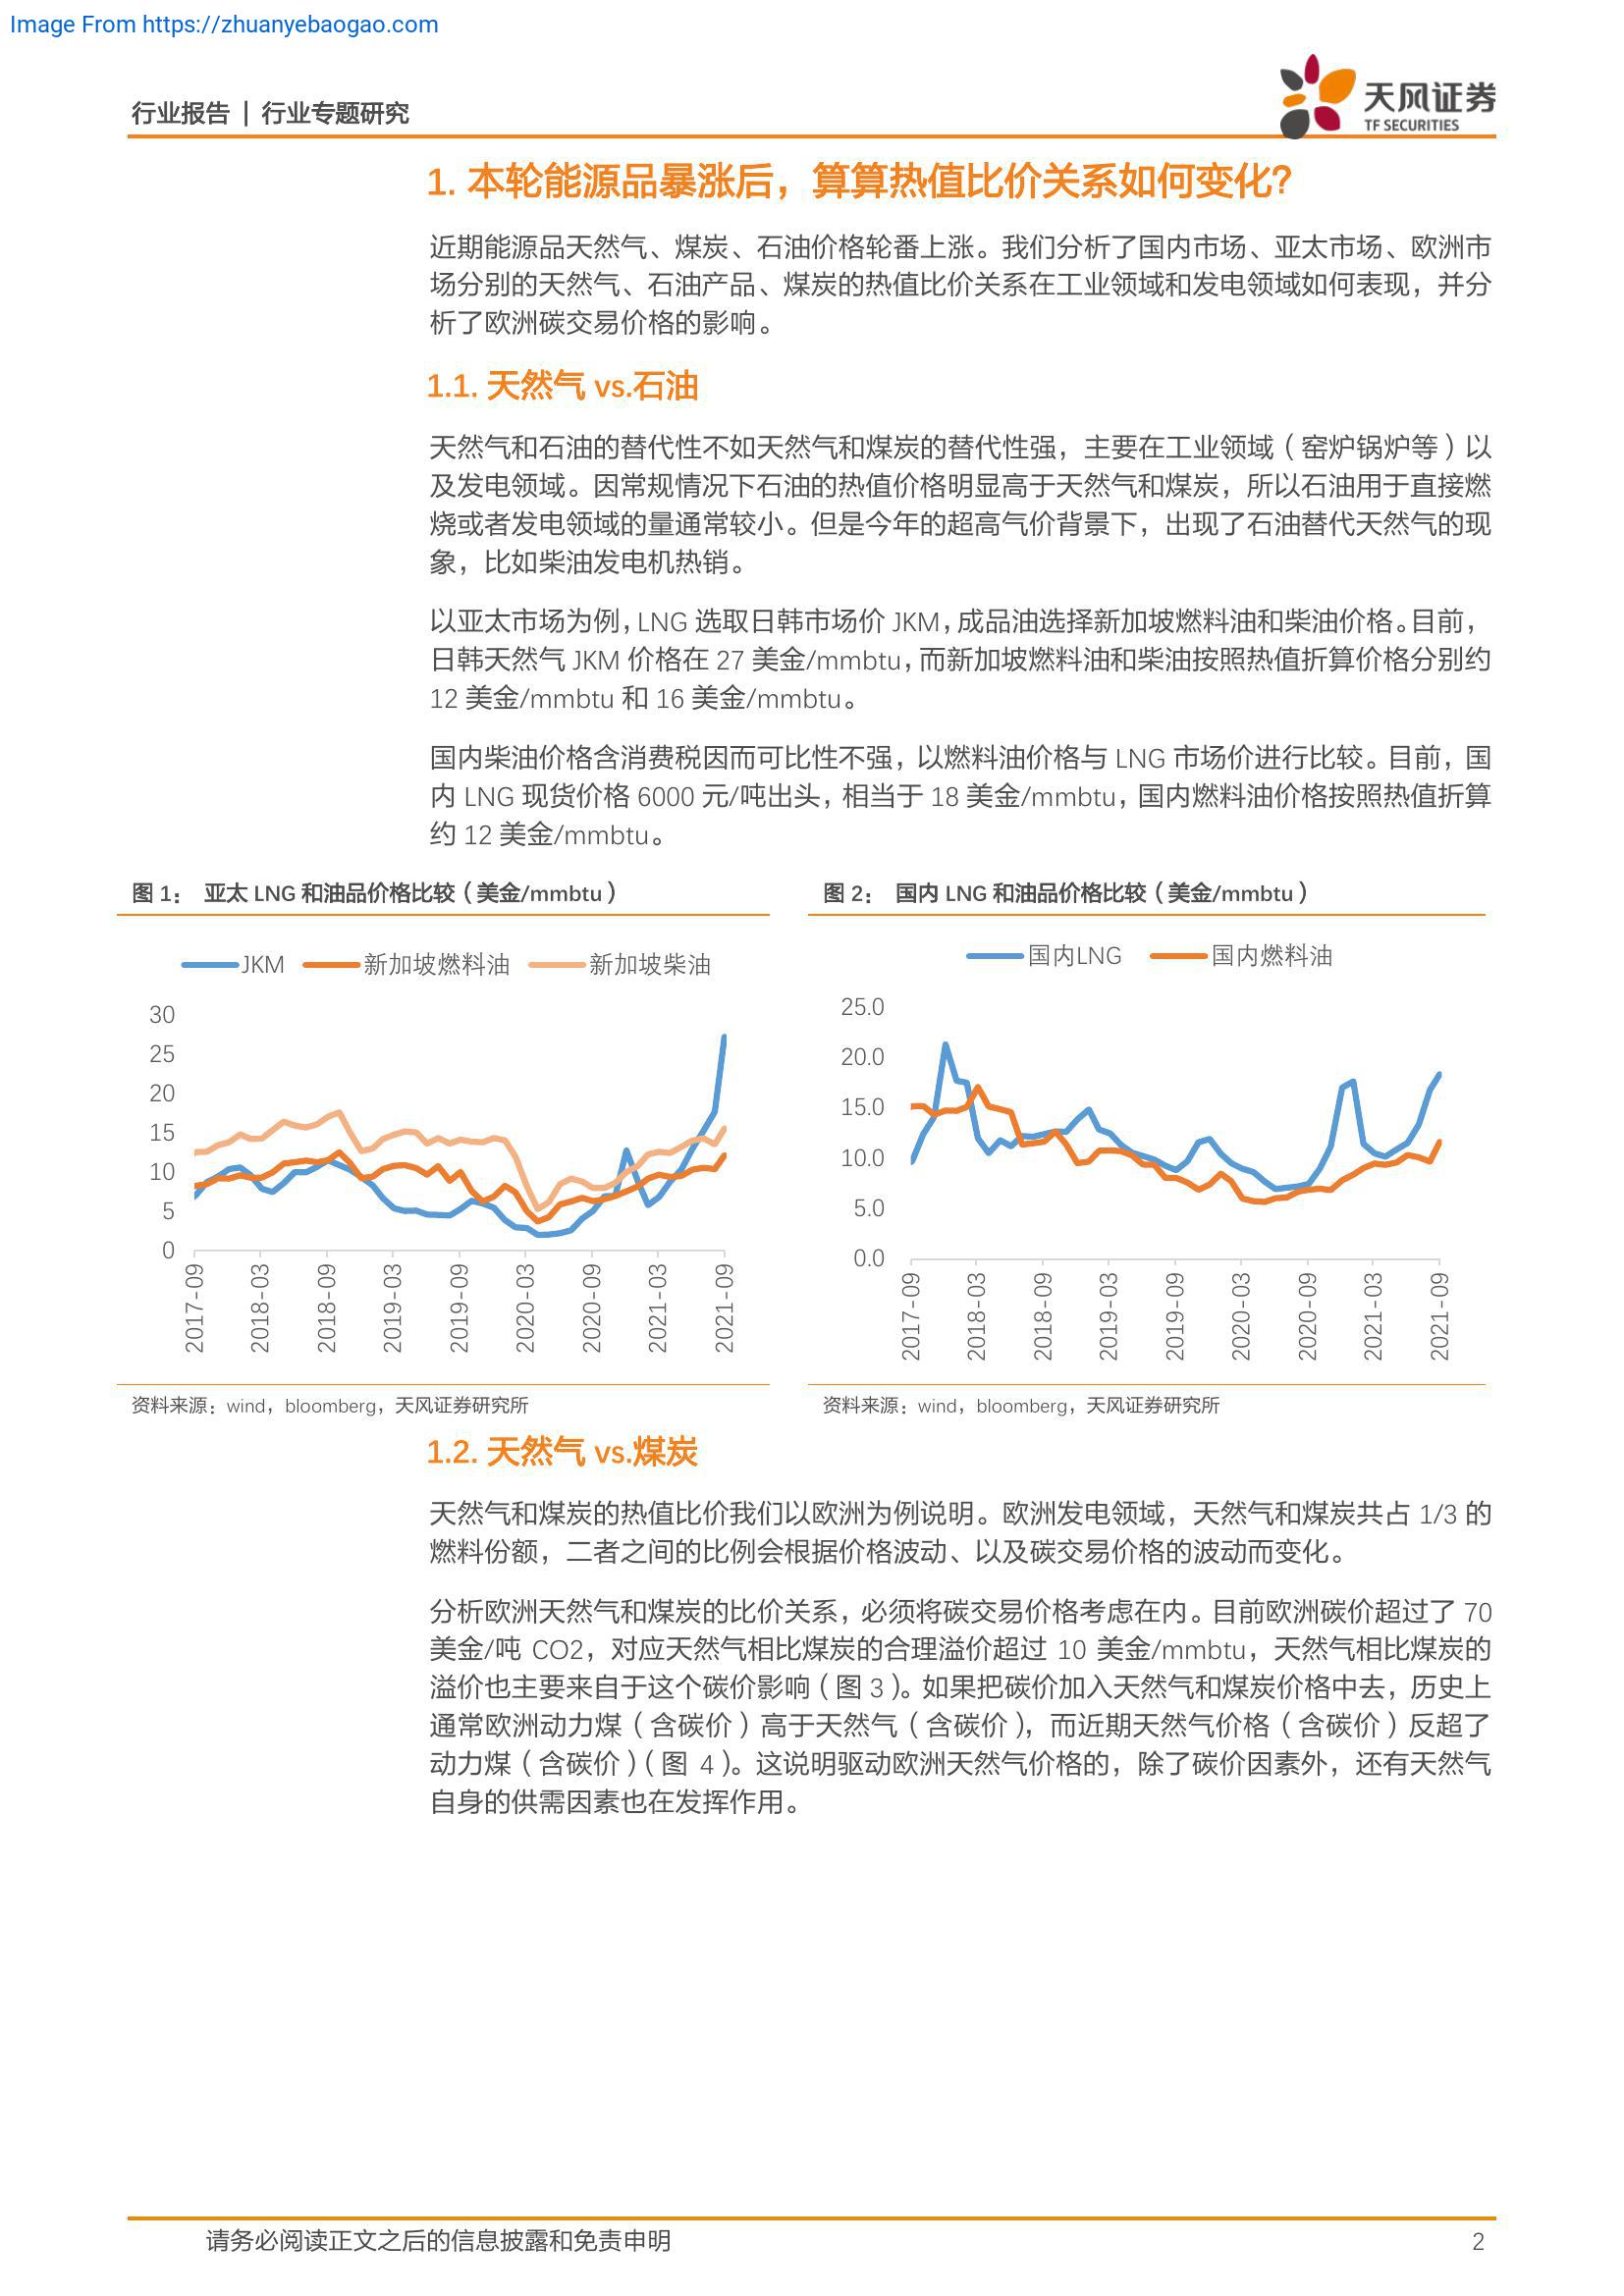 Image From https://zhuanyebaogao.com
行业报告 | 行业专题研究
天风证券
TF SECURITIES
1. 本轮能源品暴涨后，算算热值比价关系如何变化？
近期能源品天然气、煤炭、石油价格轮番上涨。我们分析了国内市场、亚太市场、欧洲市
场分别的天然气、石油产品、煤炭的热值比价关系在工业领域和发电领域如何表现，并分
析了欧洲碳交易价格的影响。
1.1. 天然气 vs.石油
天然气和石油的替代性不如天然气和煤炭的替代性强，主要在工业领域（窑炉锅炉等）以
及发电领域。因常规情况下石油的热值价格明显高于天然气和煤炭，所以石油用于直接燃
烧或者发电领域的量通常较小。但是今年的超高气价背景下，出现了石油替代天然气的现
象，比如柴油发电机热销。
以亚太市场为例，LNG 选取日韩市场价 JKM，成品油选择新加坡燃料油和柴油价格。目前，
日韩天然气 JKM 价格在 27 美金/mmbtu，而新加坡燃料油和柴油按照热值折算价格分别约
12 美金/mmbtu 和 16 美金/mmbtu。
国内柴油价格含消费税因而可比性不强，以燃料油价格与 LNG 市场价进行比较。目前，国
内 LNG 现货价格 6000 元/吨出头，相当于 18 美金/mmbtu，国内燃料油价格按照热值折算
约 12 美金/mmbtu。
图 1： 亚太 LNG 和油品价格比较（美金/mmbtu）
JKM 新加坡燃料油 新加坡柴油
30
25
20
15
10
5
0
2017-09 2018-03 2018-09 2019-03 2019-09 2020-03 2020-09 2021-03 2021-09
资料来源：wind，bloomberg，天风证券研究所
图 2： 国内 LNG 和油品价格比较（美金/mmbtu）
国内LNG 国内燃料油
25.0
20.0
15.0
10.0
5.0
0.0
2017-09 2018-03 2018-09 2019-03 2019-09 2020-03 2020-09 2021-03 2021-09
资料来源：wind，bloomberg，天风证券研究所
1.2. 天然气 vs.煤炭
天然气和煤炭的热值比价我们以欧洲为例说明。欧洲发电领域，天然气和煤炭共占 1/3 的
燃料份额，二者之间的比例会根据价格波动、以及碳交易价格的波动而变化。
分析欧洲天然气和煤炭的比价关系，必须将碳交易价格考虑在内。目前欧洲碳价超过了 70
美金/吨 CO2，对应天然气相比煤炭的合理溢价超过 10 美金/mmbtu，天然气相比煤炭的
溢价也主要来自于这个碳价影响（图 3）。如果把碳价加入天然气和煤炭价格中去，历史上
通常欧洲动力煤（含碳价）高于天然气（含碳价），而近期天然气价格（含碳价）反超了
动力煤（含碳价）（图 4）。这说明驱动欧洲天然气价格的，除了碳价因素外，还有天然气
自身的供需因素也在发挥作用。
请务必阅读正文之后的信息披露和免责申明
2